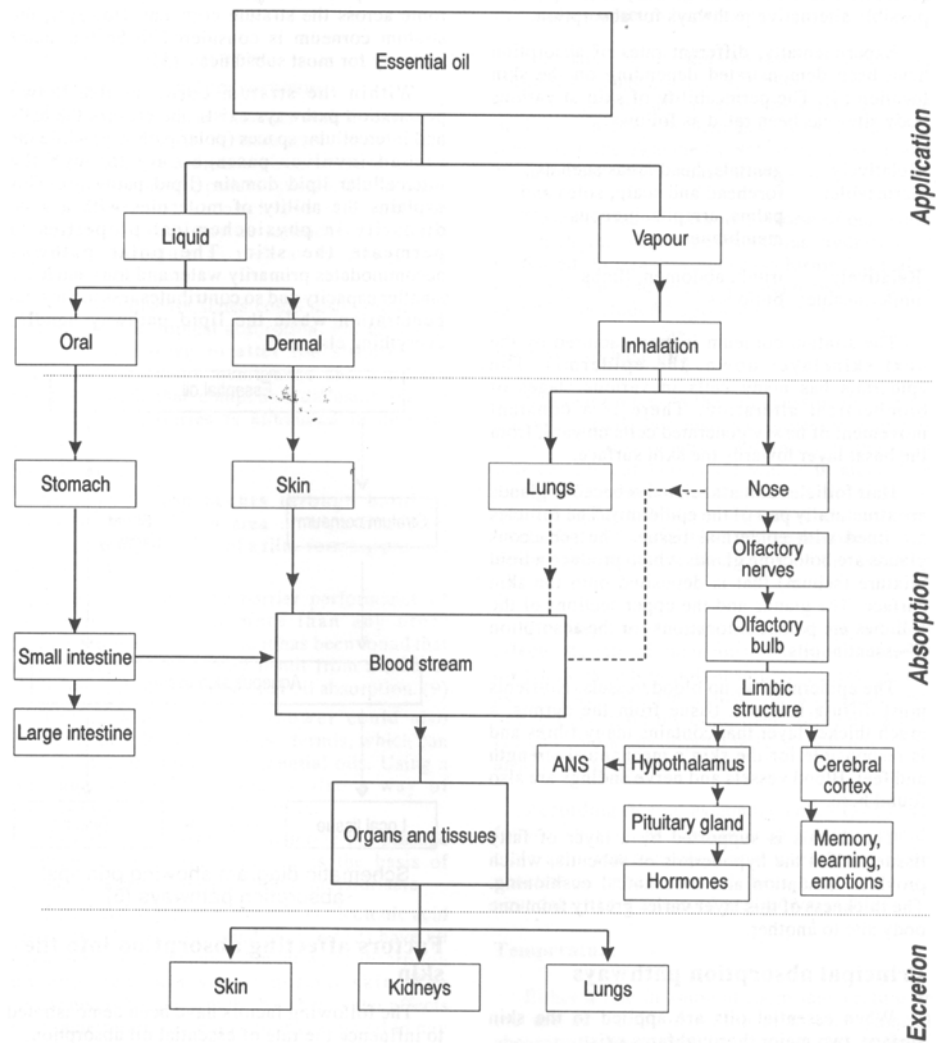 Essential oil
Application
Liquid
Vapour
Oral
Dermal
Inhalation
Absorption
Stomach
Skin
Lungs
Nose
Olfactory
nerves
Olfactory
bulb
Small intestine
Blood stream
Limbic
structure
Large intestine
ANS
Hypothalamus
Cerebral
cortex
Organs and tissues
Pituitary gland
Memory,
learning,
emotions
Hormones
Excretion
Skin
Kidneys
Lungs